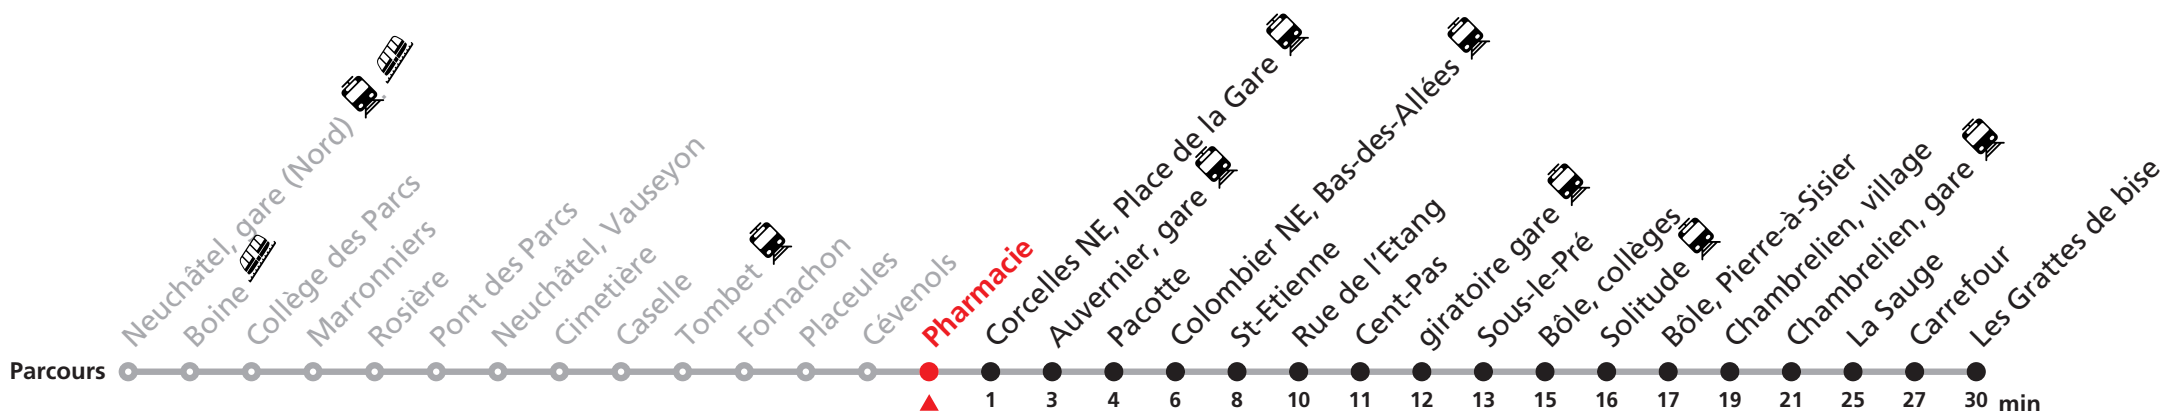 Neuchâtel, gare (Nord)
Boine
Collège des Parcs
Marronniers
Rosière
Pont des Parcs
Neuchâtel, Vauseyon
Cimetière
Caselle
Tombet
Fornachon
Placeules
Cévenols
Pharmacie
Corcelles NE, Place de la Gare
Auvernier, gare
Pacotte
Colombier NE, Bas-des-Allées
St-Etienne
Rue de l'Etang
Cent-Pas
giratoire gare
Sous-le-Pré
Bôle, collèges
Solitude
Bôle, Pierre-à-Sisier
Chambrelien, village
Chambrelien, gare
La Sauge
Carrefour
Les Grattes de bise
Parcours
1 3 4 6 8 10 11 12 13 15 16 17 19 21 25 27 30 min